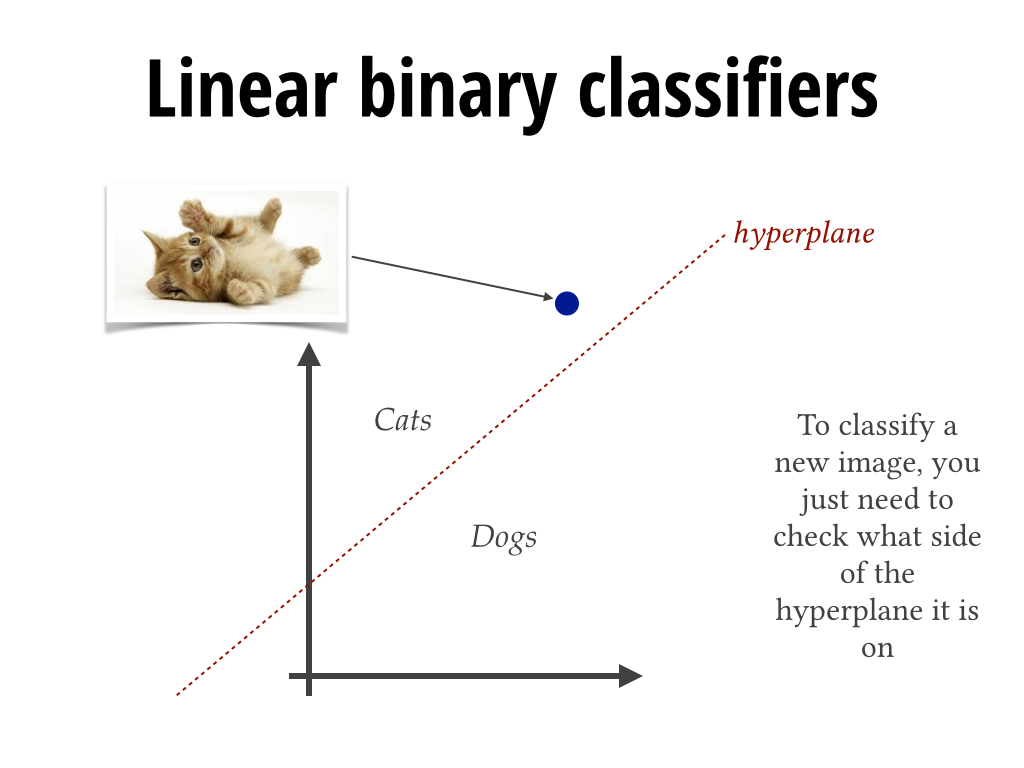 Linear binary classifiers
hyperplane
Cats
Dogs
To classify a
new image, you
just need to
check what side
of the
hyperplane it is
on